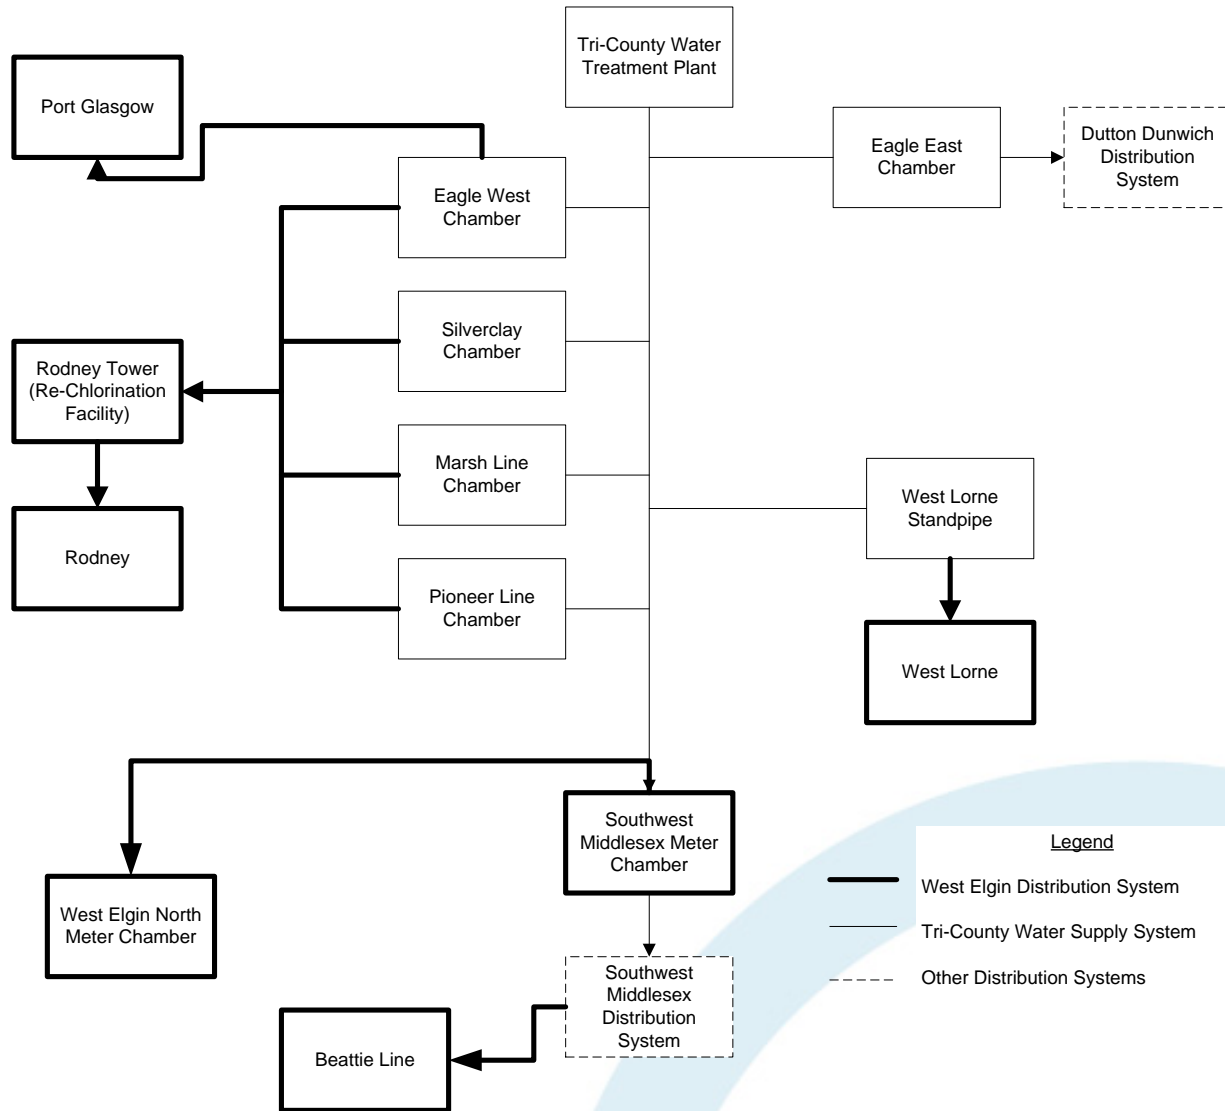 Tri-County Water
Treatment Plant
Port Glasgow
Eagle East
Chamber
Dutton Dunwich
Distribution
System
Eagle West
Chamber
Silverclay
Chamber
Rodney Tower
(Re-Chlorination
Facility)
Marsh Line
Chamber
West Lorne
Standpipe
Rodney
Pioneer Line
Chamber
West Lorne
Southwest
Middlesex Meter
Chamber
West Elgin North
Meter Chamber
Southwest
Middlesex
Distribution
System
Beattie Line
Legend
West Elgin Distribution System
Tri-County Water Supply System
Other Distribution Systems